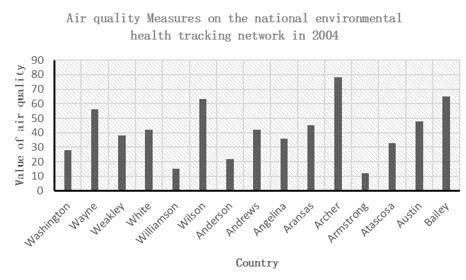 Air quality Measures on the national environmental
health tracking network in 2004
Value of air quality
90
80
70
60
50
40
30
20
10
0
Washington
Wayne
Weakley
White
Williamson
Wilson
Anderson
Andrews
Angelina
Aransas
Archer
Armstrong
Atascosa
Austin
Bailey
Country